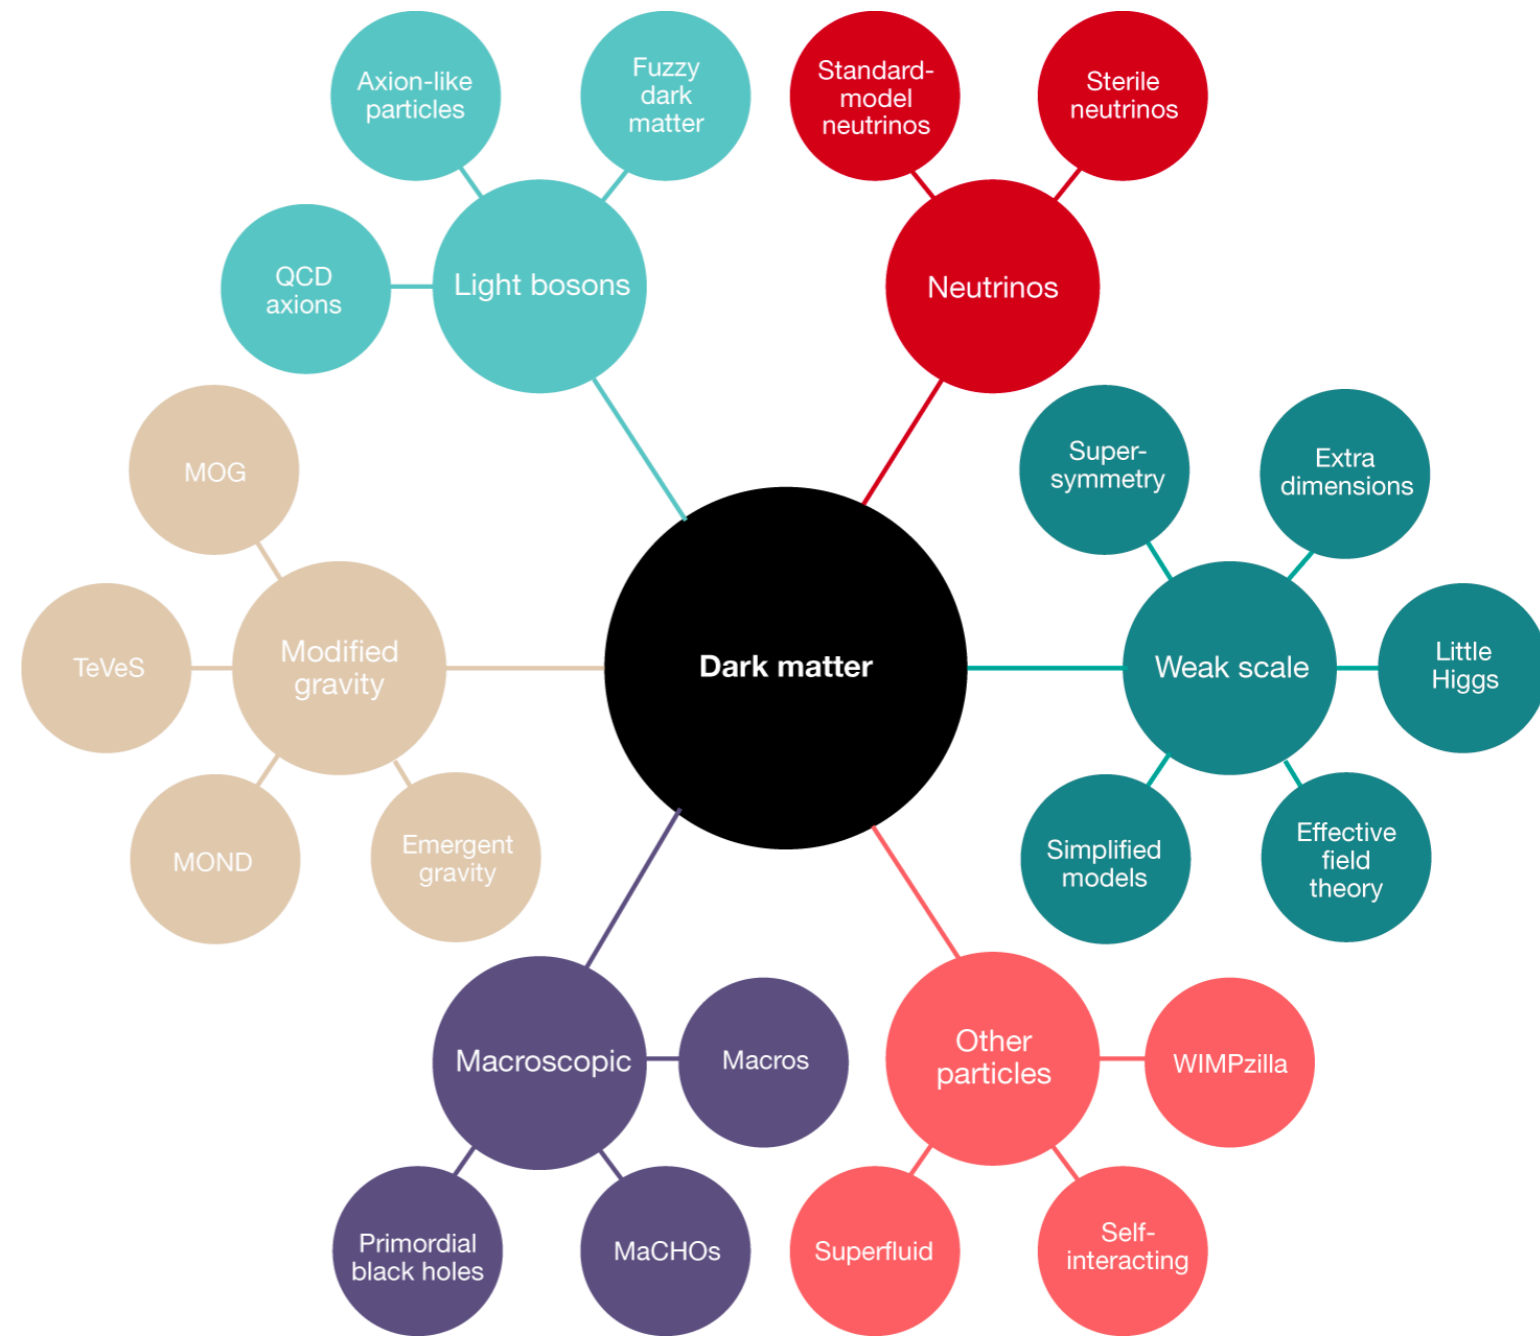 Axion-like
particles
Fuzzy
dark
matter
Standard-
model
neutrinos
Sterile
neutrinos
QCD
axions
Light bosons
Neutrinos
MOG
Super-
symmetry
Extra
dimensions
TeVeS
Modified
gravity
Dark matter
Weak scale
Little
Higgs
MOND
Emergent
gravity
Simplified
models
Effective
field
theory
Macroscopic
Macros
Other
particles
WIMPzilla
Primordial
black holes
MaCHOs
Superfluid
Self-
interacting